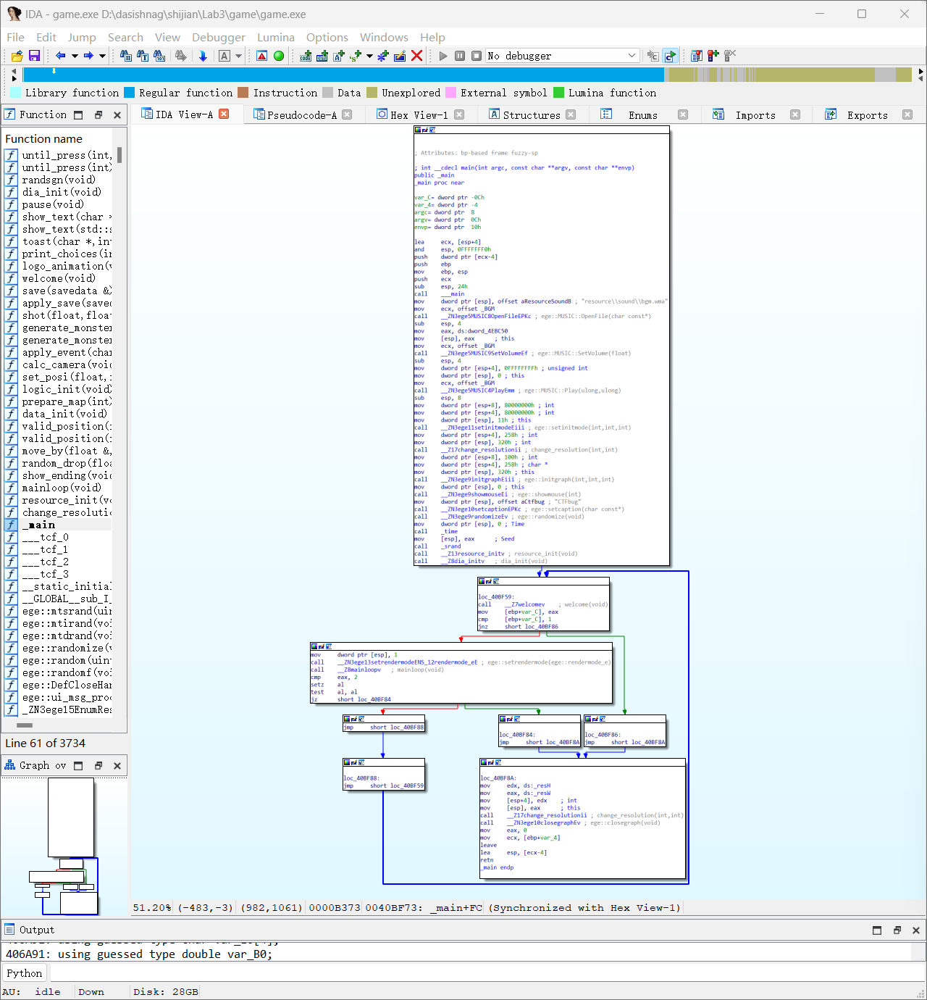 IDA - game.exe D:\dasishnag\shijian\Lab3\game\game.exe
File Edit Jump Search View Debugger Lumina Options Windows Help
No debugger
Library function Regular function Instruction Data Unexplored External symbol Lumina function
Function
IDA View-A Pseudocode-A Hex View-1 Structures Enums Imports Exports
Function name
until_press(int,
until_press(int)
randsgn(void)
dia_init(void)
pause(void)
show_text(char *
show_text(std::s
toast(char *,int
print_choices(in
logo_animation(v
welcome(void)
save(savedata &)
apply_save(saved
shot(float,float
generate_monster
generate_monster
apply_event(char
calc_camera(void
set_posi(float,i
logic_init(void)
prepare_map(int)
data_init(void)
valid_position(i
valid_position(i
move_by(float &,
random_drop(floa
show_ending(void
mainloop(void)
resource_init(vo
change_resolutio
_main
___tcf_0
___tcf_1
___tcf_2
___tcf_3
__static_initial
__GLOBAL__sub_I_
ege::mtsrand(uin
ege::mtirand(voi
ege::mtdrand(voi
ege::randomize(v
ege::random(uint
ege::randomf(voi
ege::DefCloseHan
ege::ui_msg_proc
_ZN3ege15EnumRes
Line 61 of 3734
Graph ov
; Attributes: bp-based frame fuzzy-sp
; int __cdecl main(int argc, const char **argv, const char **envp)
public _main
_main proc near
var_C= dword ptr -0Ch
var_4= dword ptr -4
argc= dword ptr  8
argv= dword ptr  0Ch
envp= dword ptr  10h
lea ecx, [esp+4]
and esp, 0FFFFFFF0h
push dword ptr [ecx-4]
push ebp
mov ebp, esp
push ecx
sub esp, 24h
call ___main
mov dword ptr [esp], offset aResourceSoundB ; "resource\\sound\\bgm.wma"
mov ecx, offset _BGM
call __ZN3ege5MUSIC8OpenFileEPKc ; ege::MUSIC::OpenFile(char const*)
sub esp, 4
mov eax, ds:dword_4EBC50
mov [esp], eax ; this
mov ecx, offset _BGM
call __ZN3ege5MUSIC9SetVolumeEf ; ege::MUSIC::SetVolume(float)
sub esp, 4
mov dword ptr [esp+4], 0FFFFFFFFh ; unsigned int
mov dword ptr [esp], 0 ; this
mov ecx, offset _BGM
call __ZN3ege5MUSIC4PlayEmm ; ege::MUSIC::Play(ulong,ulong)
sub esp, 8
mov dword ptr [esp+8], 80000000h ; int
mov dword ptr [esp+4], 80000000h ; int
mov dword ptr [esp], 11h ; this
call __ZN3ege11setinitmodeEiii ; ege::setinitmode(int,int,int)
mov dword ptr [esp+4], 258h ; int
mov dword ptr [esp], 320h ; int
call __Z17change_resolutionii ; change_resolution(int,int)
mov dword ptr [esp+8], 100h ; int
mov dword ptr [esp+4], 258h ; char *
mov dword ptr [esp], 320h ; this
call __ZN3ege9initgraphEiii ; ege::initgraph(int,int,int)
mov dword ptr [esp], 0 ; this
call __ZN3ege9showmouseEi ; ege::showmouse(int)
mov dword ptr [esp], offset aCtfbug ; "CTFbug"
call __ZN3ege10setcaptionEPKc ; ege::setcaption(char const*)
call __ZN3ege9randomizeEv ; ege::randomize(void)
mov dword ptr [esp], 0 ; Time
call _time
mov [esp], eax ; Seed
call _srand
call __Z13resource_initv ; resource_init(void)
call __Z8dia_initv ; dia_init(void)
loc_40BF59:
call __Z7welcomev ; welcome(void)
mov [ebp+var_C], eax
cmp [ebp+var_C], 1
jnz short loc_40BF86
mov dword ptr [esp], 1
call __ZN3ege13setrendermodeENS_12rendermode_eE ; ege::setrendermode(ege::rendermode_e)
call __Z8mainloopv ; mainloop(void)
cmp eax, 2
setz al
test al, al
jz short loc_40BF84
jmp short loc_40BF88
loc_40BF84:
jmp short loc_40BF8A
loc_40BF86:
jmp short loc_40BF8A
loc_40BF88:
jmp short loc_40BF59
loc_40BF8A:
mov edx, ds:_resH
mov eax, ds:_resW
mov [esp+4], edx ; int
mov [esp], eax ; this
call __Z17change_resolutionii ; change_resolution(int,int)
call __ZN3ege10closegraphEv ; ege::closegraph(void)
mov eax, 0
mov ecx, [ebp+var_4]
leave
lea esp, [ecx-4]
retn
_main endp
51.20% (-483,-3) (982,1061) 0000B373 0040BF73: _main+FC (Synchronized with Hex View-1)
Output
406A91: using guessed type double var_B0;
Python
AU: idle Down Disk: 28GB